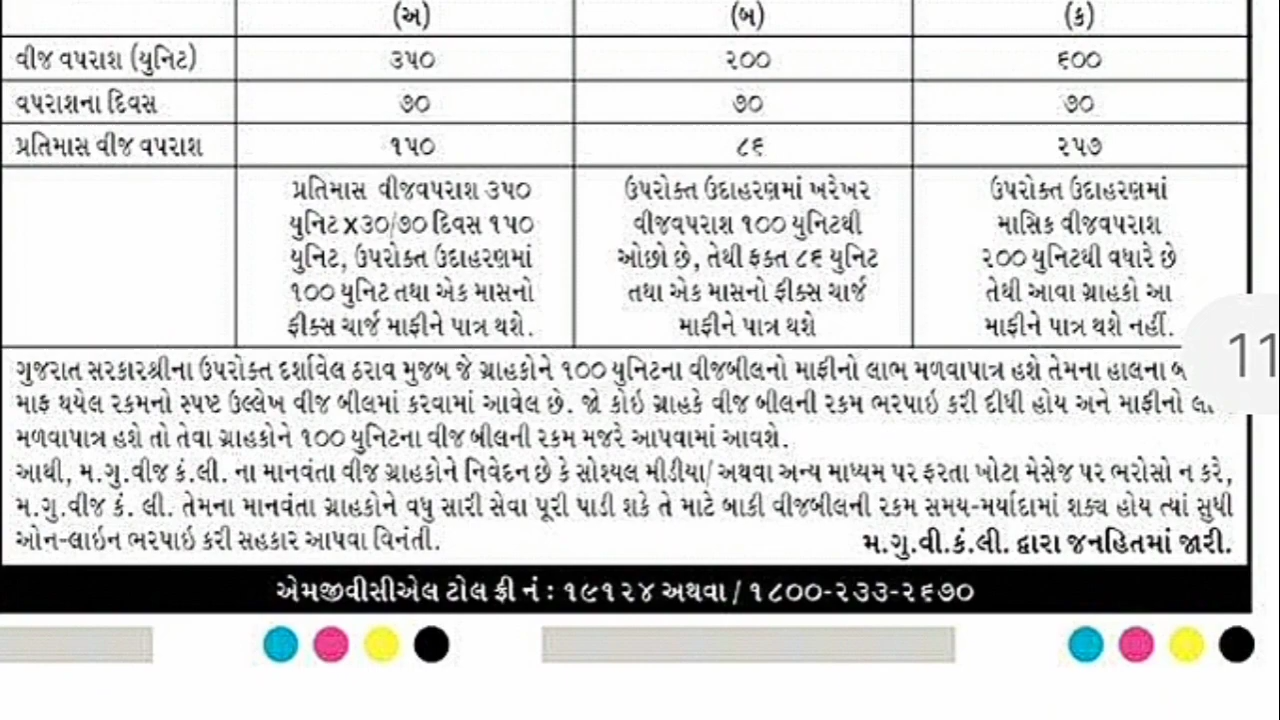 (અ) (બ) (ક)
વીજ વપરાશ (યુનિટ) ૩૫૦ ૨૦૦ ૬૦૦
વપરાશના દિવસ ૭૦ ૭૦ ૭૦
પ્રતિમાસ વીજ વપરાશ ૧૫૦ ૮૬ ૨૫૭
પ્રતિમાસ વીજવપરાશ ૩૫૦
યુનિટ X૩૦/૭૦ દિવસ ૧૫૦
યુનિટ, ઉપરોક્ત ઉદાહરણમાં
૧૦૦ યુનિટ તથા એક માસનો
ફીક્સ ચાર્જ માફીને પાત્ર થશે.
ઉપરોક્ત ઉદાહરણમાં ખરેખર
વીજવપરાશ ૧૦૦ યુનિટથી
ઓછો છે, તેથી ફક્ત ૮૬ યુનિટ
તથા એક માસનો ફીક્સ ચાર્જ
માફીને પાત્ર થશે
ઉપરોક્ત ઉદાહરણમાં
માસિક વીજવપરાશ
૨૦૦ યુનિટથી વધારે છે
તેથી આવા ગ્રાહકો આ
માફીને પાત્ર થશે નહીં.
ગુજરાત સરકારશ્રીના ઉપરોક્ત દર્શાવેલ ઠરાવ મુજબ જે ગ્રાહકોને ૧૦૦ યુનિટના વીજબીલનો માફીનો લાભ મળવાપાત્ર હશે તેમના હાલના
માફ થયેલ રકમનો સ્પષ્ટ ઉલ્લેખ વીજ બીલમાં કરવામાં આવેલ છે. જો કોઇ ગ્રાહકે વીજ બીલની રકમ ભરપાઇ કરી દીધી હોય અને માફીનો
મળવાપાત્ર હશે તો તેવા ગ્રાહકોને ૧૦૦ યુનિટના વીજ બીલની રકમ મજરે આપવામાં આવશે.
આથી, મ.ગુ.વીજ કં.લી. ના માનવંતા વીજ ગ્રાહકોને નિવેદન છે કે સોશ્યલ મીડીયા/ અથવા અન્ય માધ્યમ પર ફરતા ખોટા મેસેજ પર ભરોસો ન કરે,
મ.ગુ.વીજ કં. લી. તેમના માનવંતા ગ્રાહકોને વધુ સારી સેવા પૂરી પાડી શકે તે માટે બાકી વીજબીલની રકમ સમય-મર્યાદામાં શક્ય હોય ત્યાં સુધી
ઓન-લાઇન ભરપાઇ કરી સહકાર આપવા વિનંતી. મ.ગુ.વી.કં.લી. દ્વારા જનહિતમાં જારી.
એમજીવીસીએલ ટોલ ફ્રી નં : ૧૯૧૨૪ અથવા / ૧૮૦૦-૨૩૩-૨૬૭૦
11